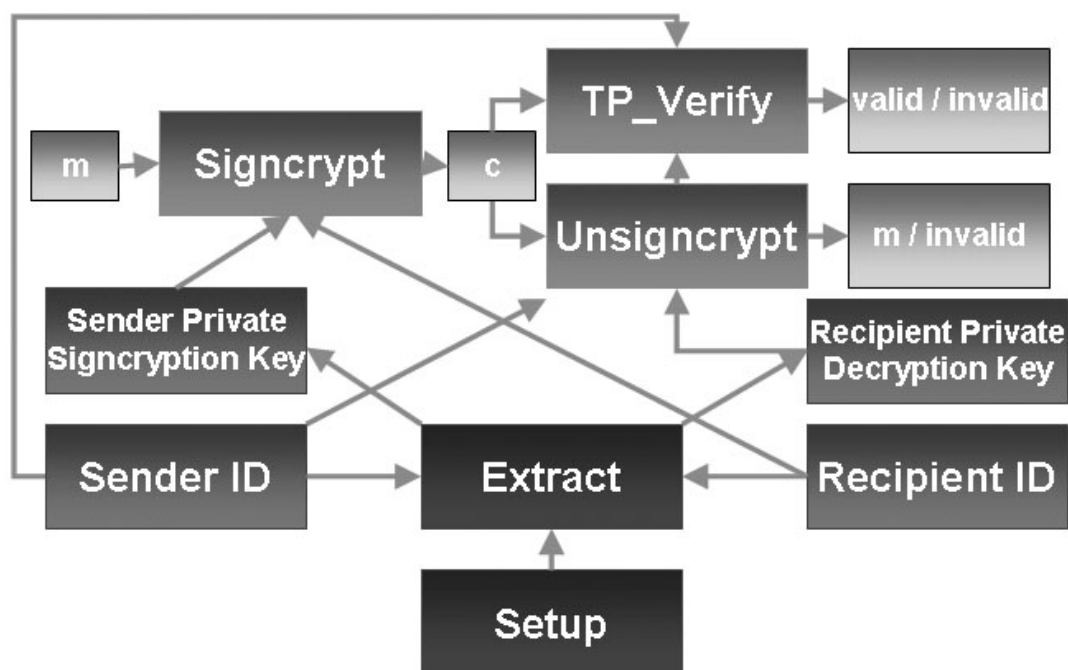 TP_Verify
valid / invalid
m
Signcrypt
c
Unsigncrypt
m / invalid
Sender Private
Signcryption Key
Recipient Private
Decryption Key
Sender ID
Extract
Recipient ID
Setup